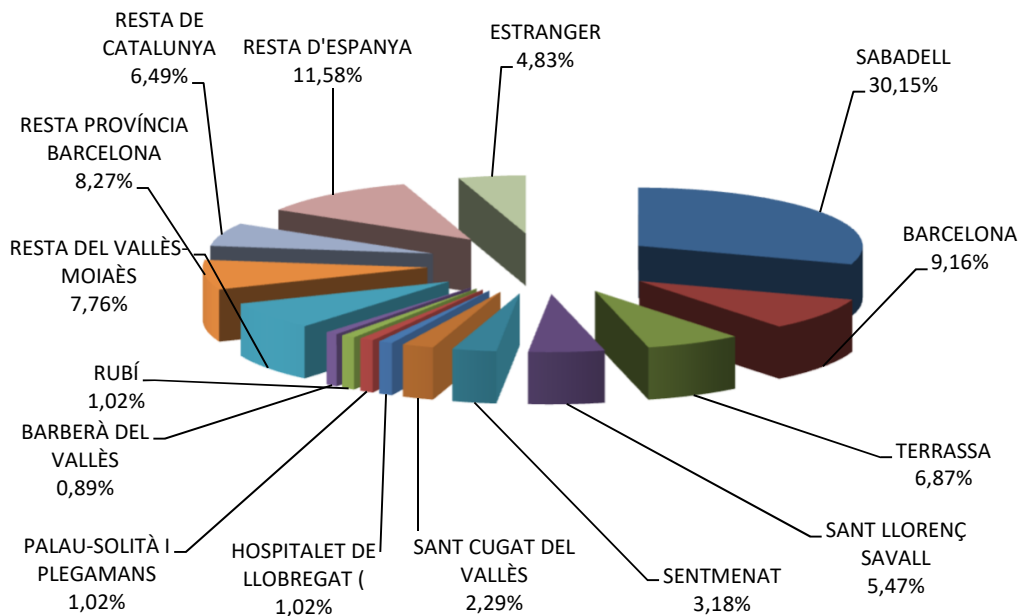 RESTA DE
CATALUNYA
6,49%
RESTA D'ESPANYA
11,58%
ESTRANGER
4,83%
SABADELL
30,15%
RESTA PROVÍNCIA
BARCELONA
8,27%
BARCELONA
9,16%
RESTA DEL VALLÈS-
MOIAÈS
7,76%
RUBÍ
1,02%
BARBERÀ DEL
VALLÈS
0,89%
TERRASSA
6,87%
PALAU-SOLITÀ I
PLEGAMANS
1,02%
HOSPITALET DE
LLOBREGAT (
1,02%
SANT CUGAT DEL
VALLÈS
2,29%
SENTMENAT
3,18%
SANT LLORENÇ
SAVALL
5,47%